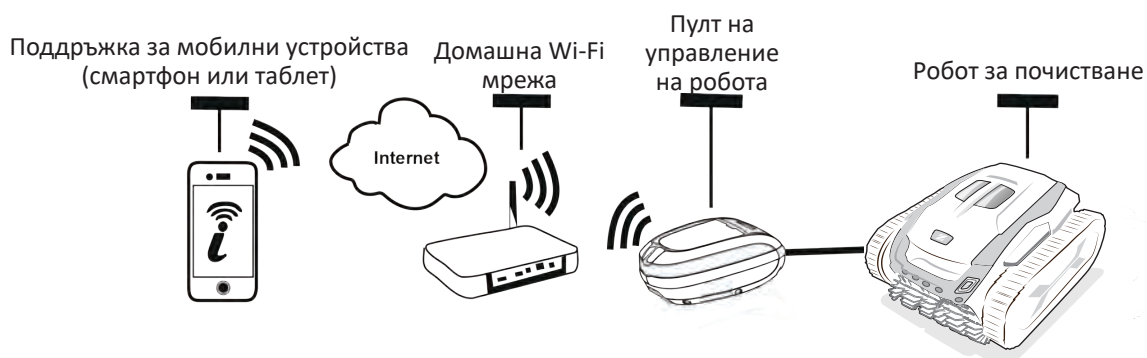 Поддръжка за мобилни устройства
(смартфон или таблет)
Домашна Wi-Fi
мрежа
Пулт на
управление
на робота
Робот за почистване
Internet